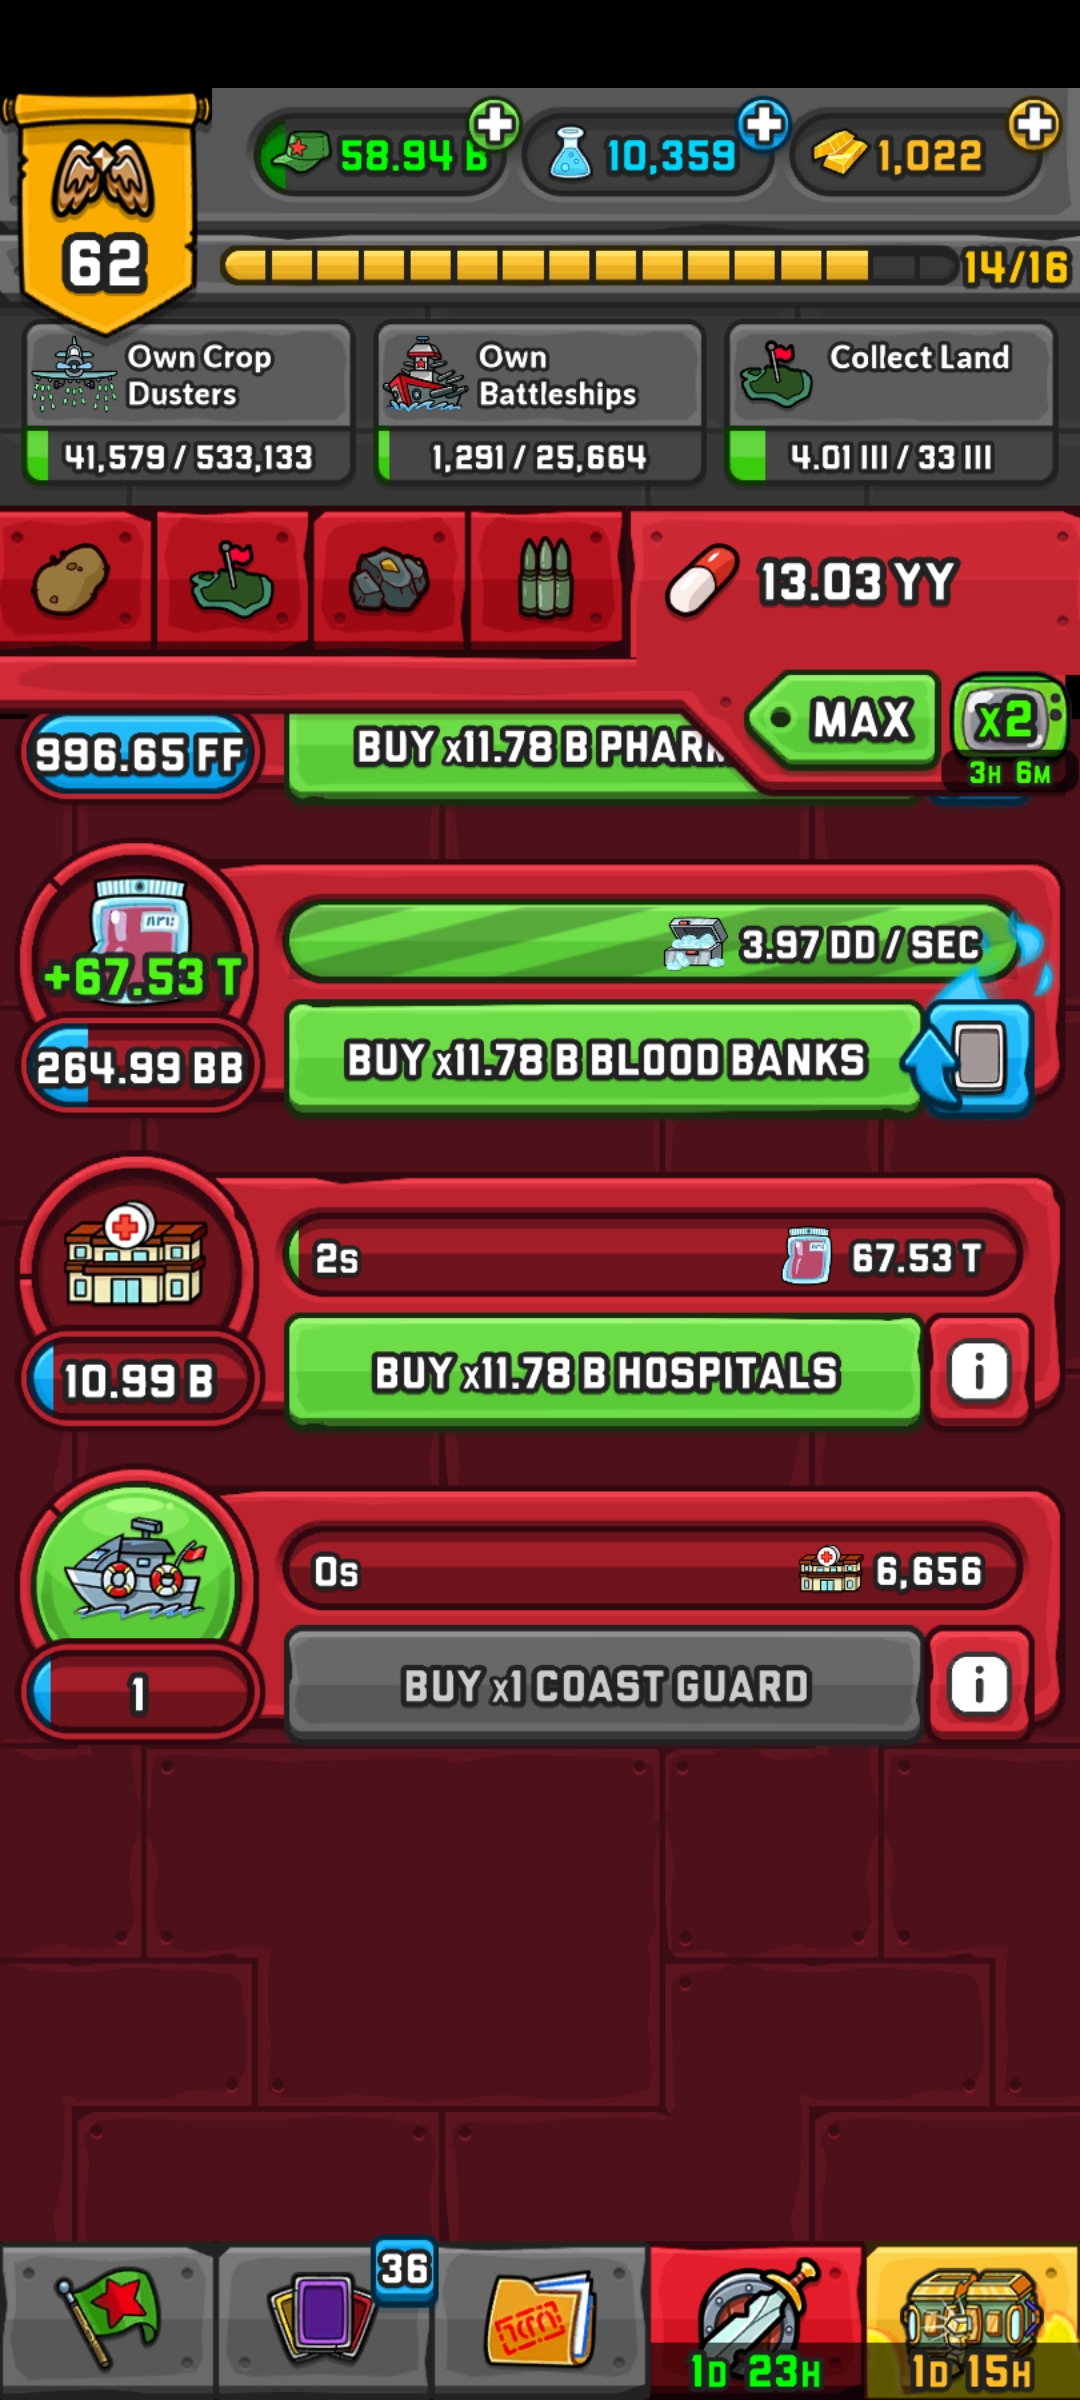 58.94 B
10,359
1,022
62
14/16
Own Crop
Dusters
Own
Battleships
Collect Land
41,579 / 533,133
1,291 / 25,664
4.01 III / 33 III
13.03 YY
MAX
x2
3H 6M
996.65 FF
BUY x11.78 B PHARM
+67.53 T
3.97 DD / SEC
264.99 BB
BUY x11.78 B BLOOD BANKS
2s
67.53 T
10.99 B
BUY x11.78 B HOSPITALS
i
0s
6,656
1
BUY x1 COAST GUARD
i
36
1D 23H
1D 15H